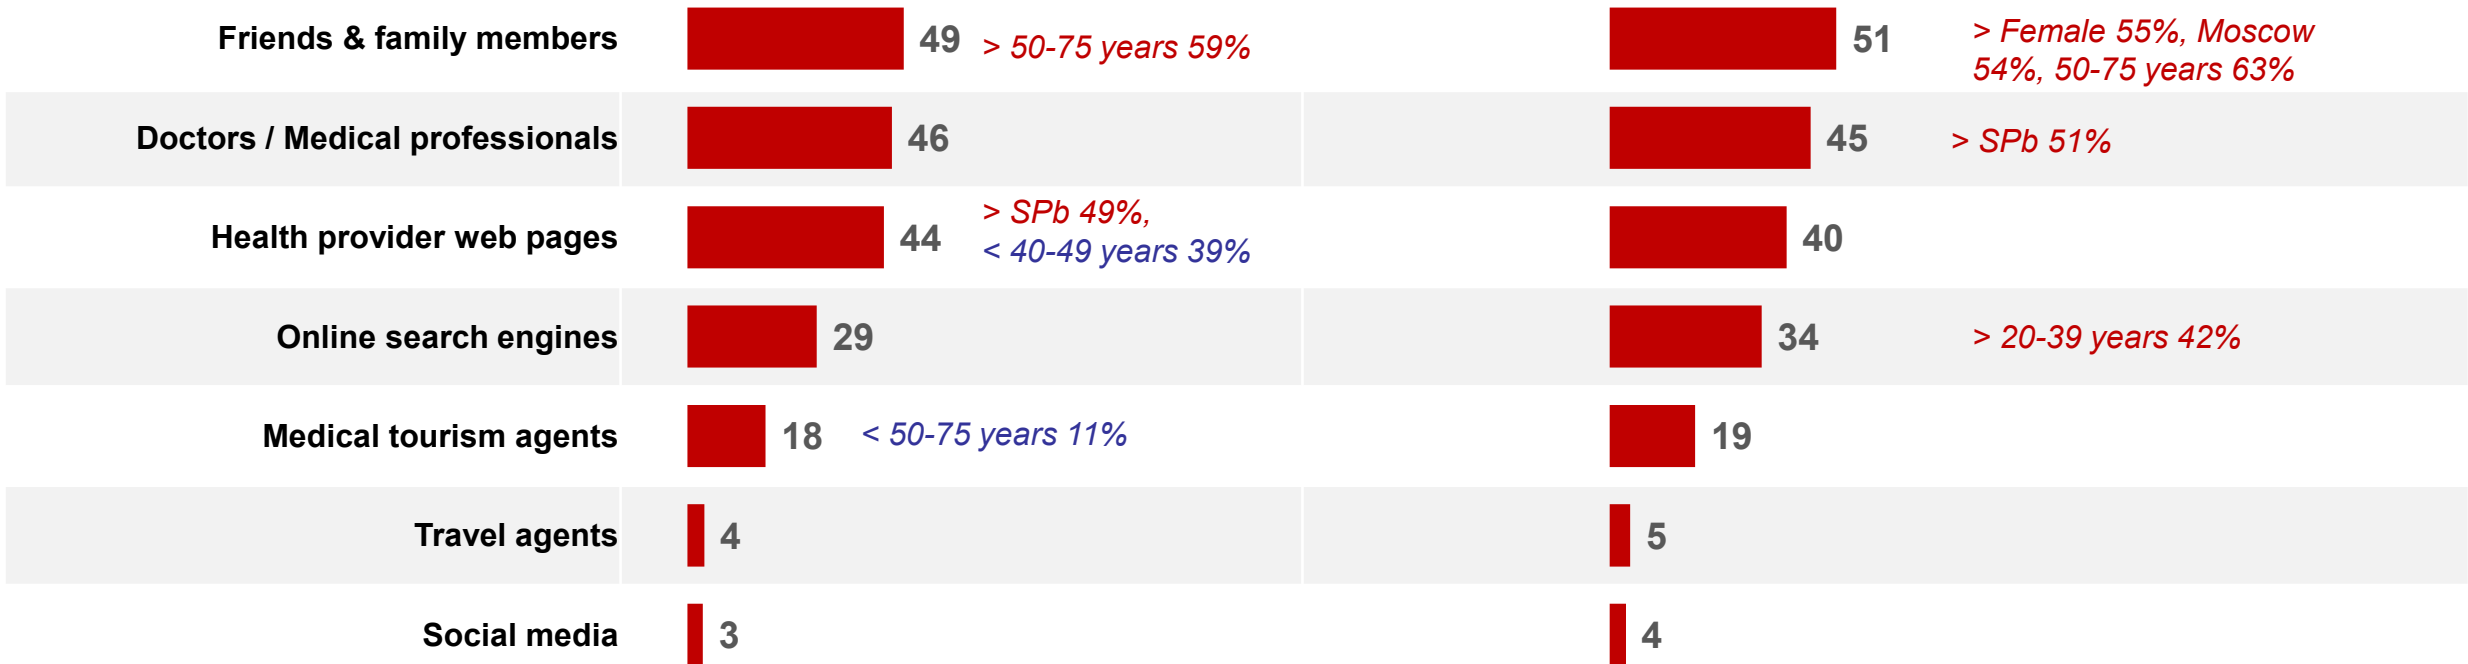 Friends & family members
49
> 50-75 years 59%
51
> Female 55%, Moscow
54%, 50-75 years 63%
Doctors / Medical professionals
46
45
> SPb 51%
Health provider web pages
44
> SPb 49%,
< 40-49 years 39%
40
Online search engines
29
34
> 20-39 years 42%
Medical tourism agents
18
< 50-75 years 11%
19
Travel agents
4
5
Social media
3
4